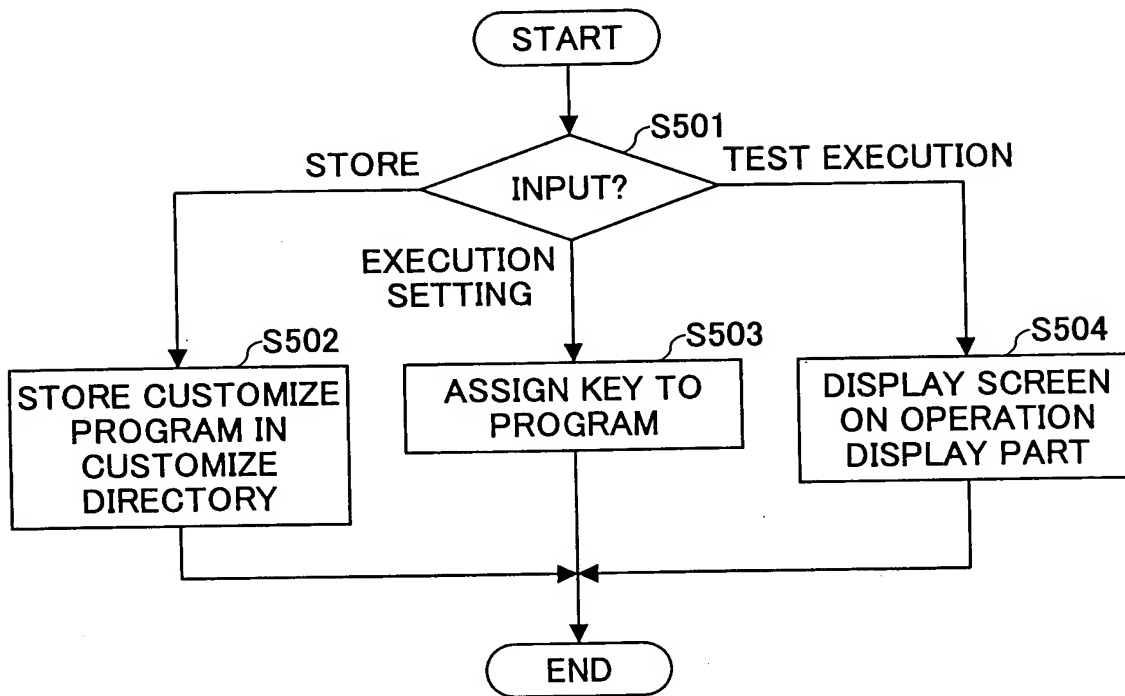 START
S501
STORE
INPUT?
TEST EXECUTION
EXECUTION
SETTING
S502
STORE CUSTOMIZE
PROGRAM IN
CUSTOMIZE
DIRECTORY
S503
ASSIGN KEY TO
PROGRAM
S504
DISPLAY SCREEN
ON OPERATION
DISPLAY PART
END